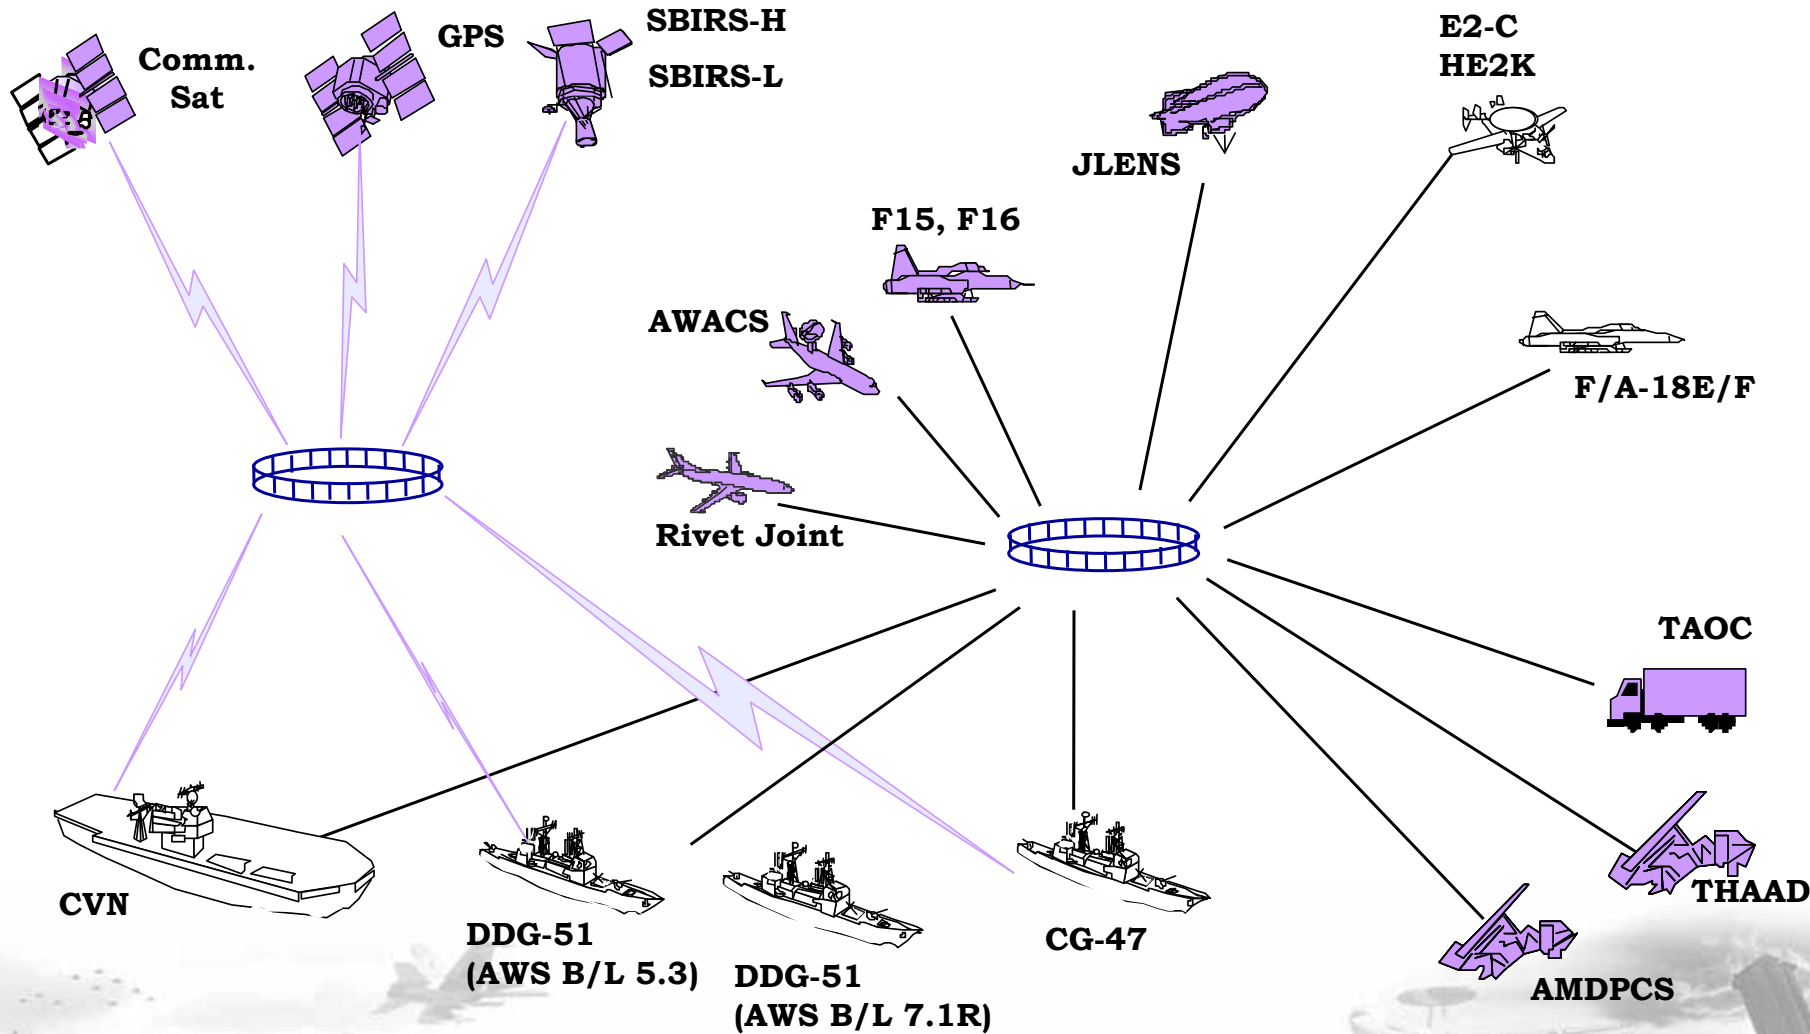 Comm.
Sat
GPS
SBIRS-H
SBIRS-L
E2-C
HE2K
JLENS
F15, F16
AWACS
F/A-18E/F
Rivet Joint
TAOC
CVN
THAAD
DDG-51
(AWS B/L 5.3)
CG-47
DDG-51
(AWS B/L 7.1R)
AMDPCS